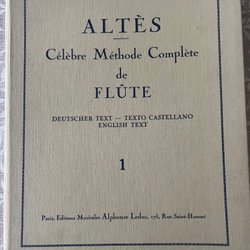 ALTÈS
Célèbre Méthode Complète
de
FLÛTE
DEUTSCHER TEXT — TEXTO CASTELLANO
ENGLISH TEXT
1
Paris, Editions Musicales Alphonse Leduc, 175, Rue Saint-Honoré